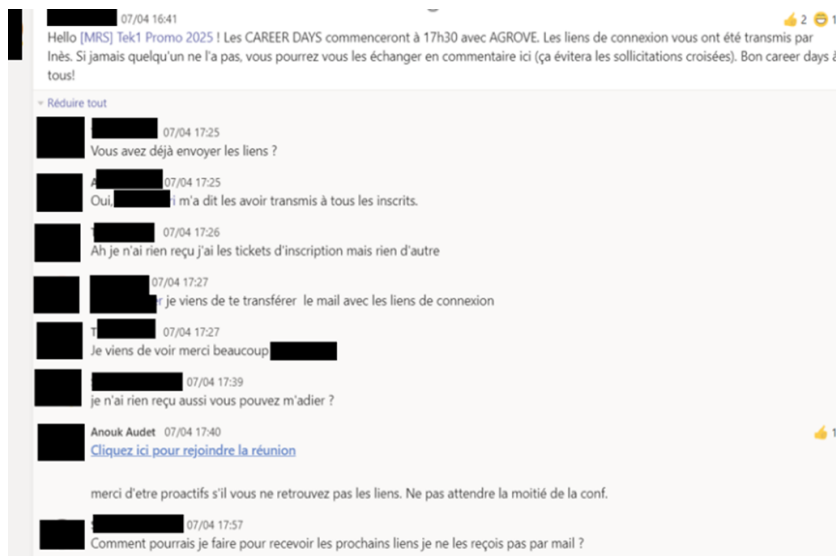 07/04 16:41
2
1
Hello [MRS] Tek1 Promo 2025 ! Les CAREER DAYS commenceront à 17h30 avec AGROVE. Les liens de connexion vous ont été transmis par
Inès. Si jamais quelqu'un ne l'a pas, vous pourrez vous les échanger en commentaire ici (ça évitera les sollicitations croisées). Bon career days à
tous!
Réduire tout
07/04 17:25
Vous avez déjà envoyer les liens ?
A 07/04 17:25
Oui, i m'a dit les avoir transmis à tous les inscrits.
07/04 17:26
Ah je n'ai rien reçu j'ai les tickets d'inscription mais rien d'autre
07/04 17:27
r je viens de te transférer le mail avec les liens de connexion
T 07/04 17:27
Je viens de voir merci beaucoup
07/04 17:39
je n'ai rien reçu aussi vous pouvez m'adier ?
Anouk Audet 07/04 17:40
1
Cliquez ici pour rejoindre la réunion
merci d'etre proactifs s'il vous ne retrouvez pas les liens. Ne pas attendre la moitié de la conf.
07/04 17:57
Comment pourrais je faire pour recevoir les prochains liens je ne les reçois pas par mail ?